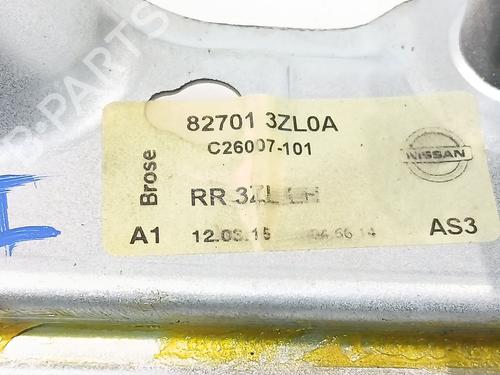 B-PARTS
82701 3ZL0A
C26007-101
NISSAN
Brose
RR 3ZL LH
A1
12.03.15
AS3